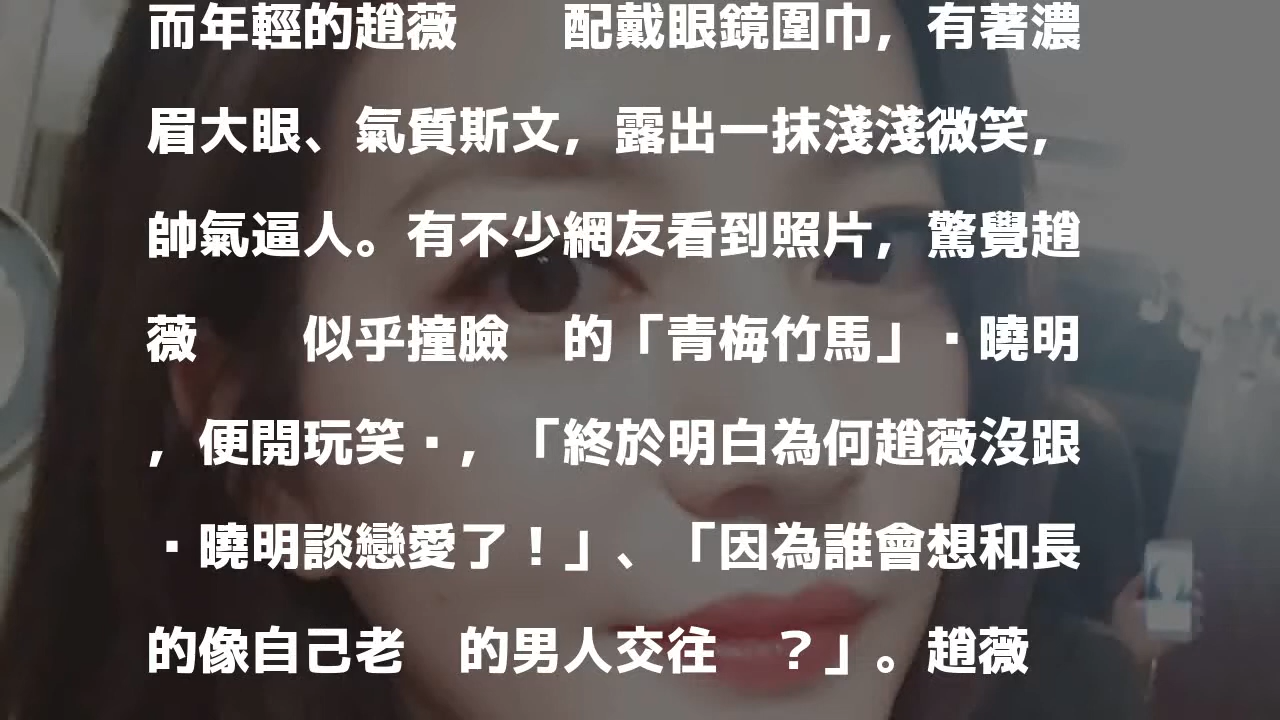 而年輕的趙薇　　配戴眼鏡圍巾，有著濃
眉大眼、氣質斯文，露出一抹淺淺微笑，
帥氣逼人。有不少網友看到照片，驚覺趙
薇　　似乎撞臉　的「青梅竹馬」·曉明
，便開玩笑·，「終於明白為何趙薇沒跟
·曉明談戀愛了！」、「因為誰會想和長
的像自己老　的男人交往　？」。趙薇